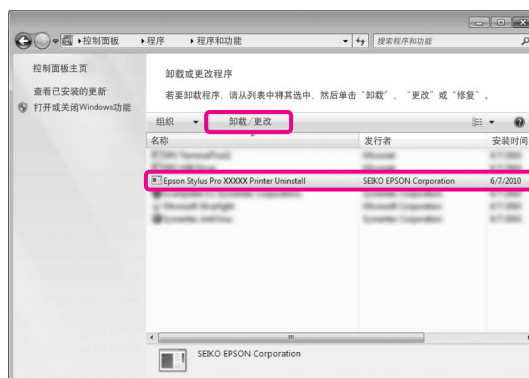 控制面板 程序 程序和功能 搜索程序和功能
控制面板主页
查看已安装的更新
打开或关闭Windows功能
卸载或更改程序
若要卸载程序，请从列表中将其选中，然后单击“卸载”、“更改”或“修复”。
组织 卸载/更改
名称 发行者 安装时间
Epson Stylus Pro XXXXX Printer Uninstall SEIKO EPSON Corporation 6/7/2010
SEIKO EPSON Corporation